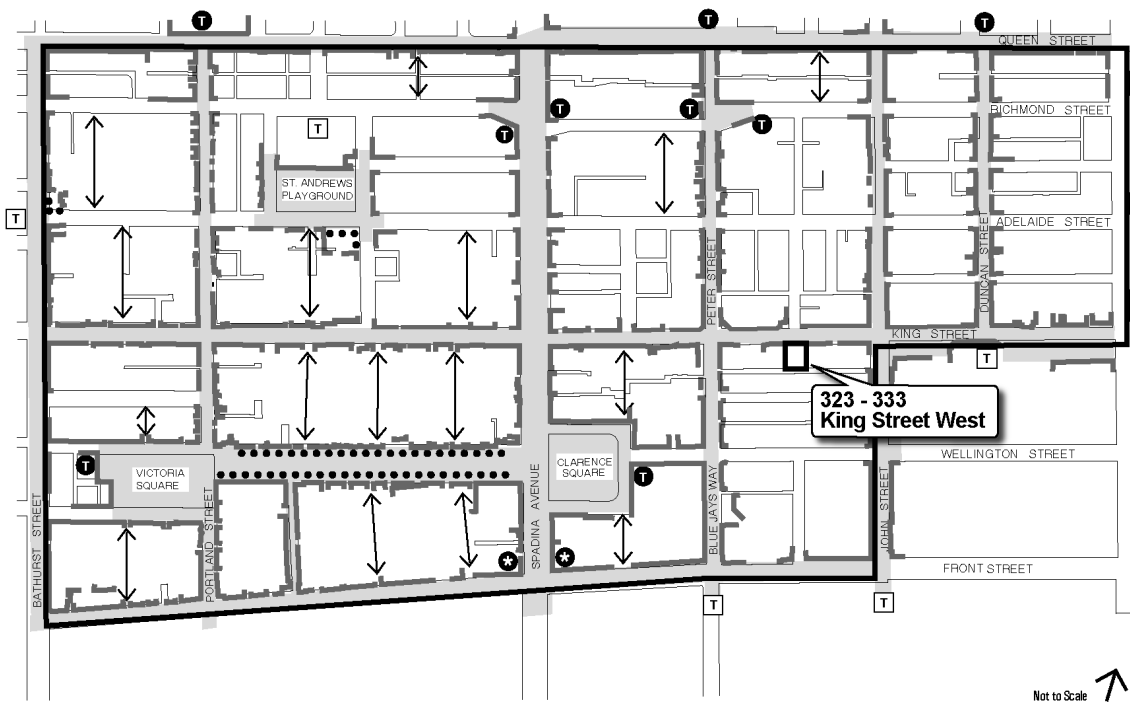 T
T
T
QUEEN STREET
T
T
RICHMOND STREET
T
T
T
ST. ANDREWS
PLAYGROUND
T
ADELAIDE STREET
PETER STREET
DUNCAN STREET
KING STREET
T
323 - 333
King Street West
WELLINGTON STREET
CLARENCE
SQUARE
T
VICTORIA
SQUARE
T
BATHURST STREET
PORTLAND STREET
SPADINA AVENUE
BLUE JAYS WAY
JOHN STREET
*
*
FRONT STREET
T
T
Not to Scale